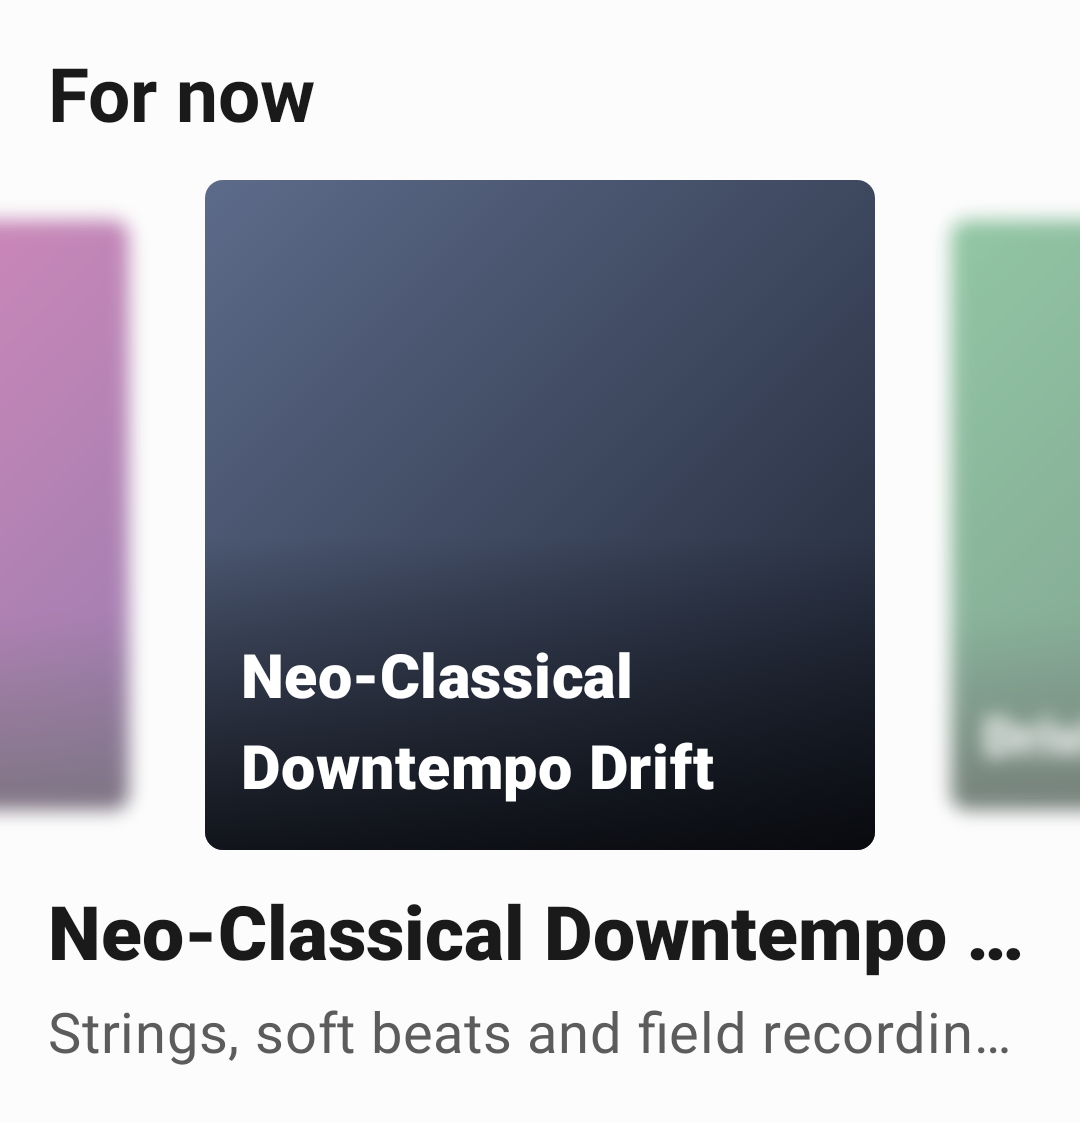 For now
Neo-Classical
Downtempo Drift
Neo-Classical Downtempo …
Strings, soft beats and field recordin…